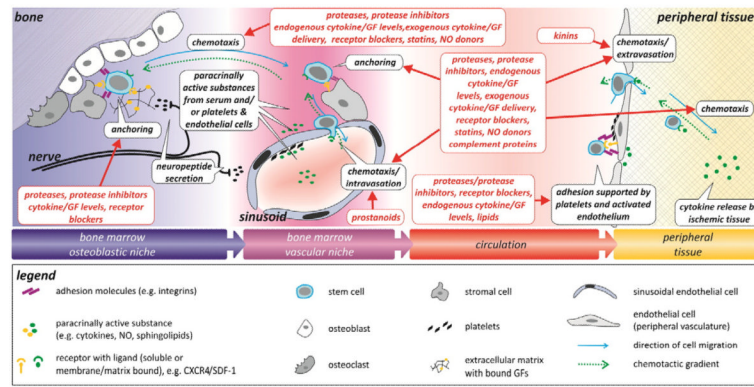 bone
peripheral tissue
proteases, protease inhibitors
endogenous cytokine/GF levels,exogenous cytokine/GF
delivery, receptor blockers, statins, NO donors
chemotaxis
kinins
chemotaxis/
extravasation
anchoring
proteases, protease
inhibitors, endogenous
cytokine/GF
levels, exogenous
cytokine/GF delivery,
receptor blockers,
statins, NO donors
complement proteins
paracrinally
active substances
from serum and/
or platelets &
endothelial cells
chemotaxis
anchoring
nerve
neuropeptide
secretion
chemotaxis/
intravasation
proteases, protease inhibitors
cytokine/GF levels, receptor
blockers
proteases/protease
inhibitors, receptor blockers,
endogenous cytokine/GF
levels, lipids
adhesion supported by
platelets and activated
endothelium
cytokine release b
ischemic tissue
sinusoid
prostanoids
bone marrow
osteoblastic niche
bone marrow
vascular niche
circulation
peripheral
tissue
legend
adhesion molecules (e.g. integrins)
stem cell
stromal cell
sinusoidal endothelial cell
paracrinally active substance
(e.g. cytokines, NO, sphingolipids)
osteoblast
platelets
endothelial cell
(peripheral vasculature)
receptor with ligand (soluble or
membrane/matrix bound), e.g. CXCR4/SDF-1
osteoclast
extracellular matrix
with bound GFs
direction of cell migration
chemotactic gradient